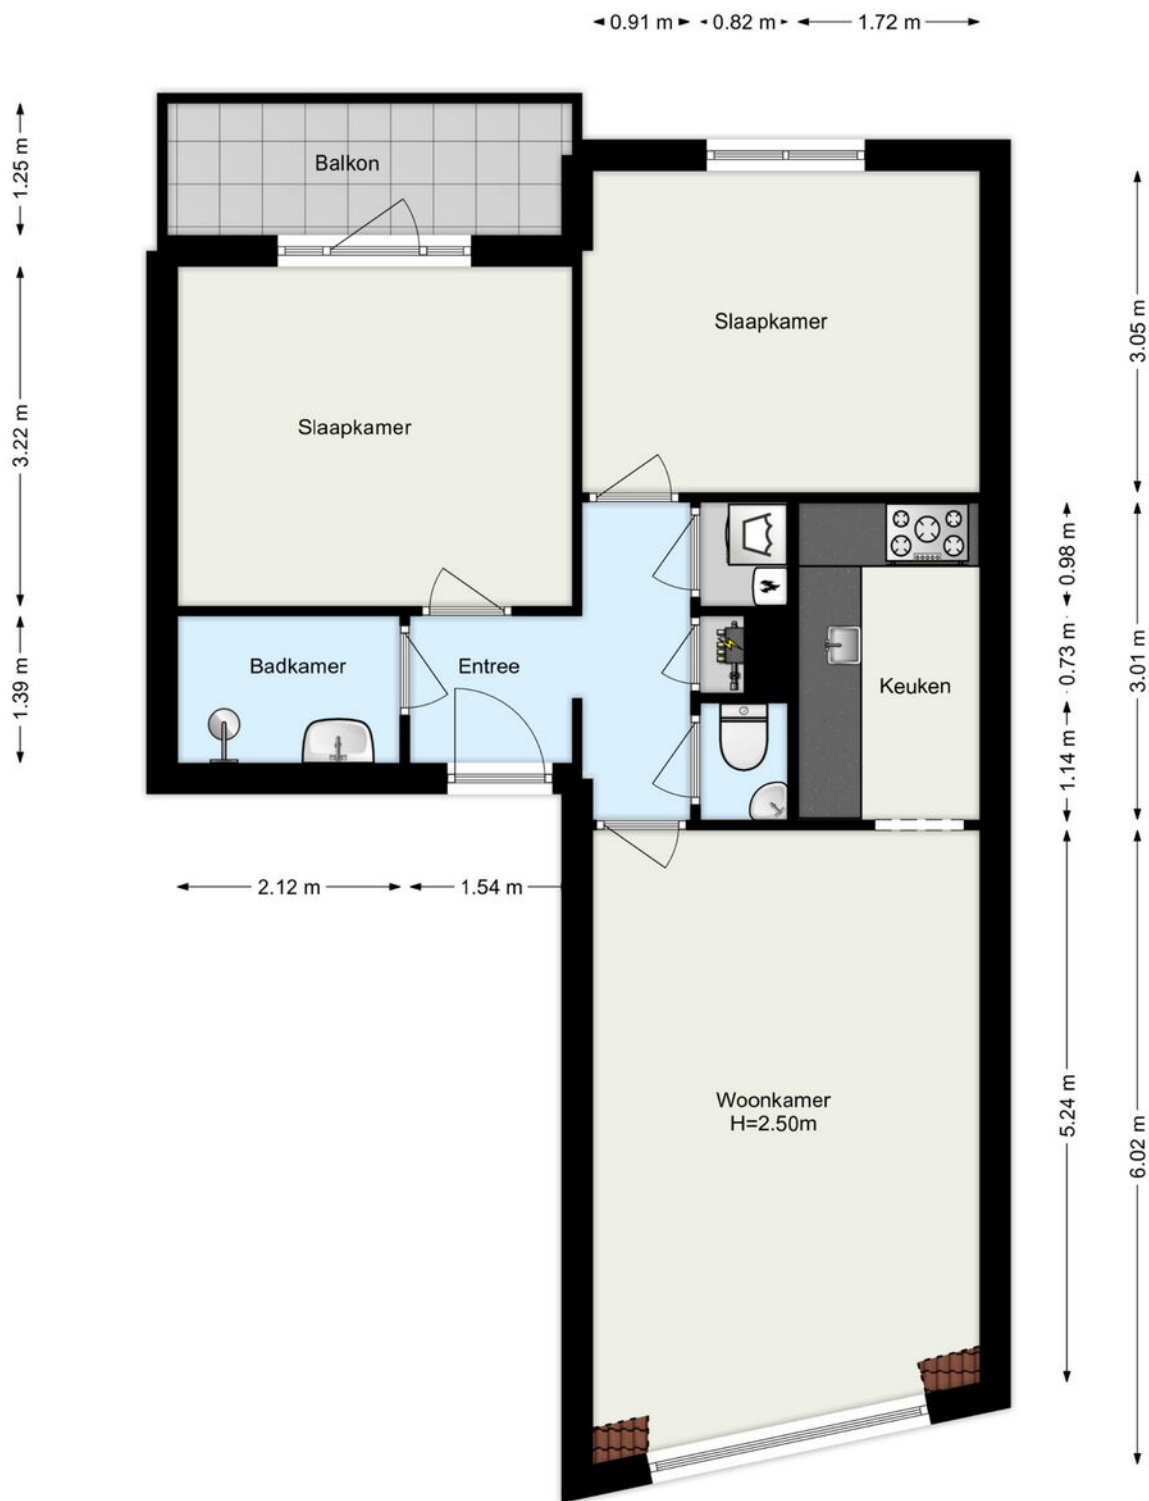 0.91 m
0.82 m
1.72 m
1.25 m
Balkon
3.05 m
Slaapkamer
3.22 m
Slaapkamer
0.98 m
3.01 m
0.73 m
1.39 m
Badkamer
Entree
Keuken
1.14 m
2.12 m
1.54 m
Woonkamer
H=2.50m
5.24 m
6.02 m